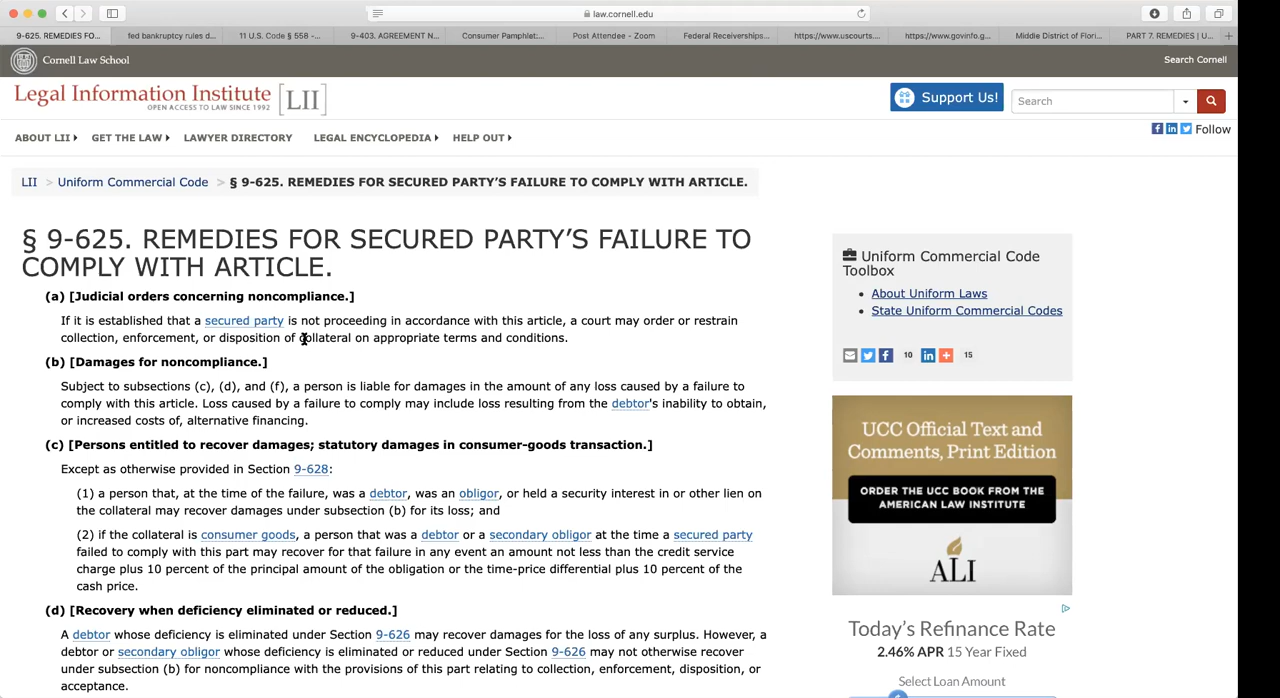 law.cornell.edu
9-625. REMEDIES FO...
fed bankruptcy rules d...
11 U.S. Code § 558 -...
9-403. AGREEMENT N...
Consumer Pamphlet:...
Post Attendee - Zoom
Federal Receiverships...
https://www.uscourts....
https://www.govinfo.g...
Middle District of Flori...
PART 7. REMEDIES | U...
Cornell Law School
Search Cornell
Legal Information Institute [LII]
OPEN ACCESS TO LAW SINCE 1992
Support Us!
Search
ABOUT LII GET THE LAW LAWYER DIRECTORY LEGAL ENCYCLOPEDIA HELP OUT
Follow
LII > Uniform Commercial Code > § 9-625. REMEDIES FOR SECURED PARTY'S FAILURE TO COMPLY WITH ARTICLE.
§ 9-625. REMEDIES FOR SECURED PARTY'S FAILURE TO
COMPLY WITH ARTICLE.
(a) [Judicial orders concerning noncompliance.]
If it is established that a secured party is not proceeding in accordance with this article, a court may order or restrain
collection, enforcement, or disposition of collateral on appropriate terms and conditions.
(b) [Damages for noncompliance.]
Subject to subsections (c), (d), and (f), a person is liable for damages in the amount of any loss caused by a failure to
comply with this article. Loss caused by a failure to comply may include loss resulting from the debtor's inability to obtain,
or increased costs of, alternative financing.
(c) [Persons entitled to recover damages; statutory damages in consumer-goods transaction.]
Except as otherwise provided in Section 9-628:
(1) a person that, at the time of the failure, was a debtor, was an obligor, or held a security interest in or other lien on
the collateral may recover damages under subsection (b) for its loss; and
(2) if the collateral is consumer goods, a person that was a debtor or a secondary obligor at the time a secured party
failed to comply with this part may recover for that failure in any event an amount not less than the credit service
charge plus 10 percent of the principal amount of the obligation or the time-price differential plus 10 percent of the
cash price.
(d) [Recovery when deficiency eliminated or reduced.]
A debtor whose deficiency is eliminated under Section 9-626 may recover damages for the loss of any surplus. However, a
debtor or secondary obligor whose deficiency is eliminated or reduced under Section 9-626 may not otherwise recover
under subsection (b) for noncompliance with the provisions of this part relating to collection, enforcement, disposition, or
acceptance.
Uniform Commercial Code
Toolbox
About Uniform Laws
State Uniform Commercial Codes
10 15
UCC Official Text and
Comments, Print Edition
ORDER THE UCC BOOK FROM THE
AMERICAN LAW INSTITUTE
ALI
Today's Refinance Rate
2.46% APR 15 Year Fixed
Select Loan Amount